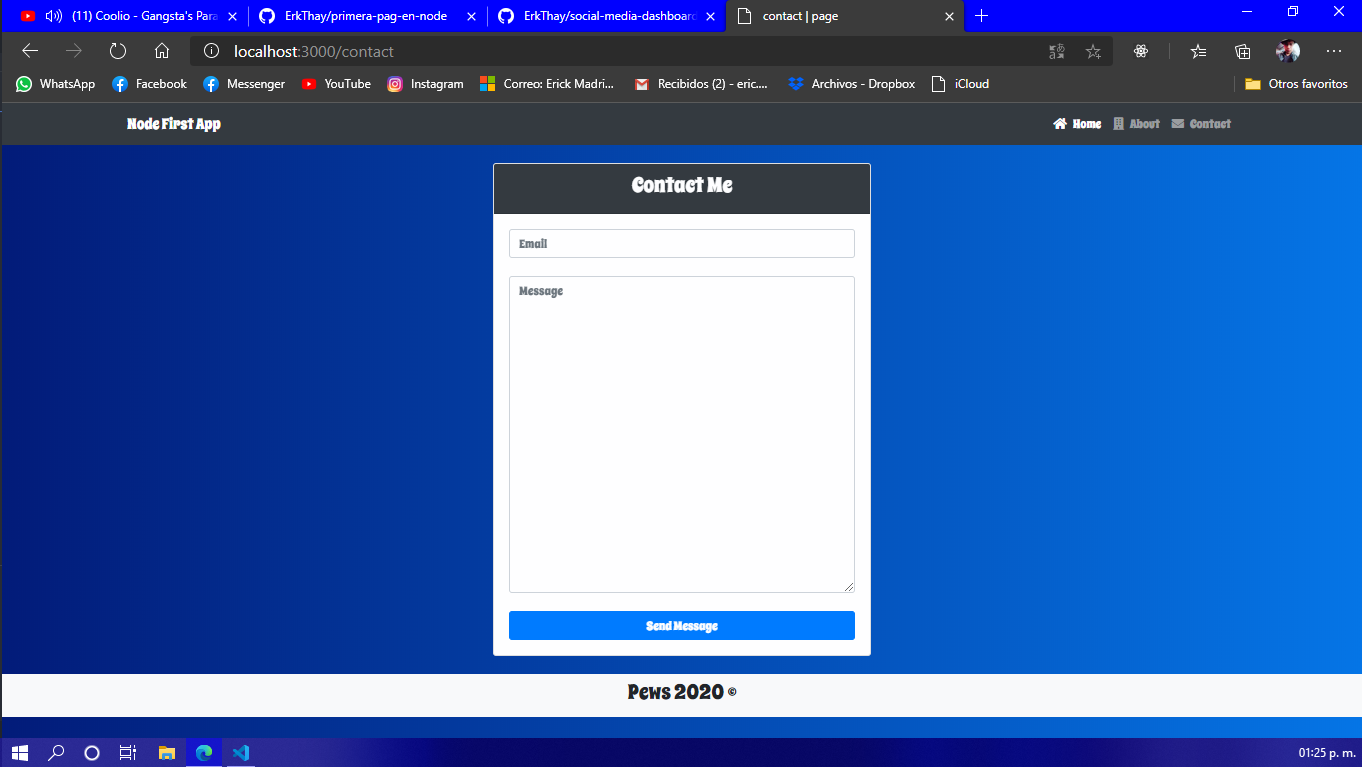 (11) Coolio - Gangsta's Para ErkThay/primera-pag-en-node ErkThay/social-media-dashboard contact | page
localhost:3000/contact
WhatsApp Facebook Messenger YouTube Instagram Correo: Erick Madri... Recibidos (2) - eric.... Archivos - Dropbox iCloud Otros favoritos
Node First App Home About Contact
Contact Me
Email
Message
Send Message
Pews 2020 ©
01:25 p. m.